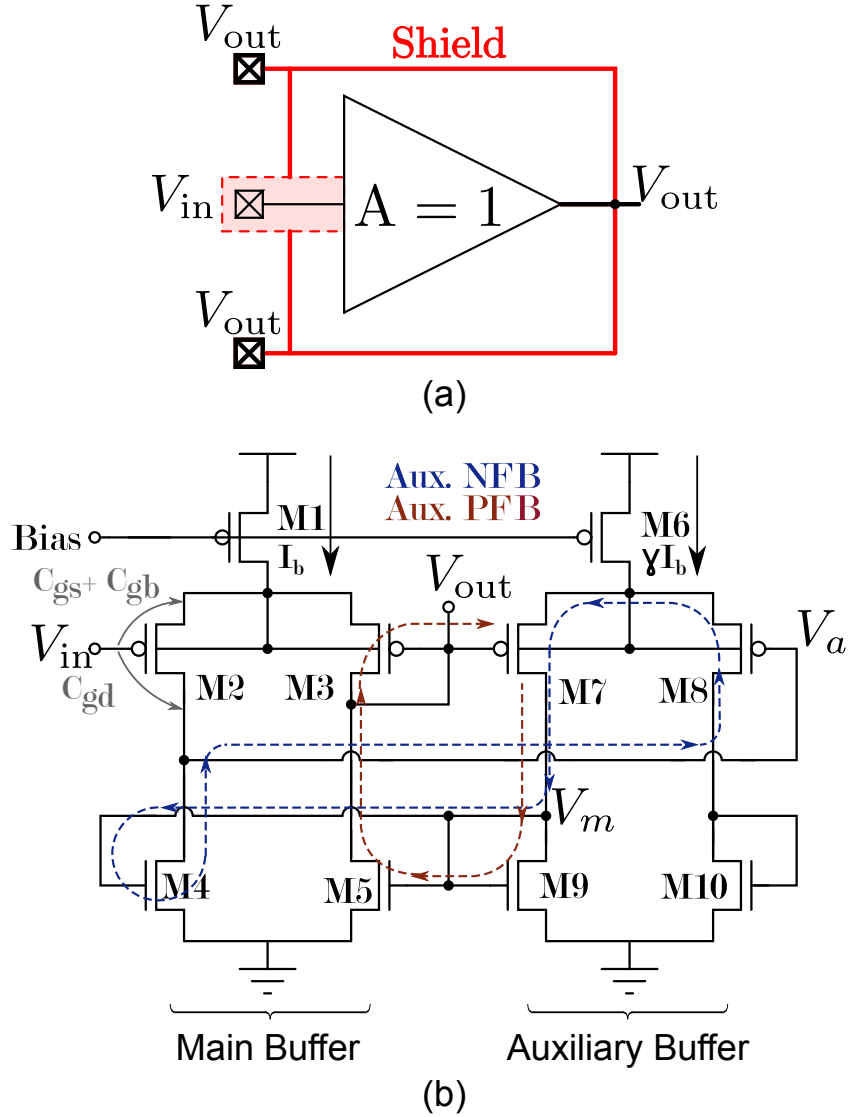 Vout
Shield
Vin
A = 1
Vout
Vout
(a)
Aux. NFB
Aux. PFB
M1
M6
Bias
Ib
γIb
Cgs+ Cgb
Vout
Vin
Va
Cgd
M2
M3
M7
M8
Vm
M4
M5
M9
M10
Main Buffer
Auxiliary Buffer
(b)